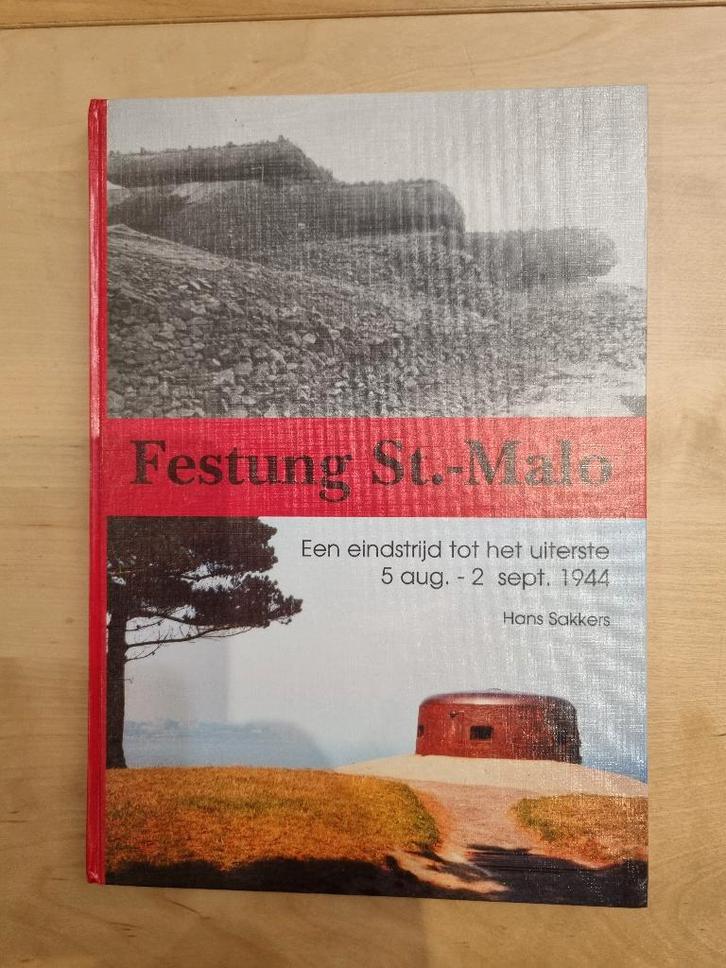 Festung St.-Malo
Een eindstrijd tot het uiterste
5 aug. - 2 sept. 1944
Hans Sakkers